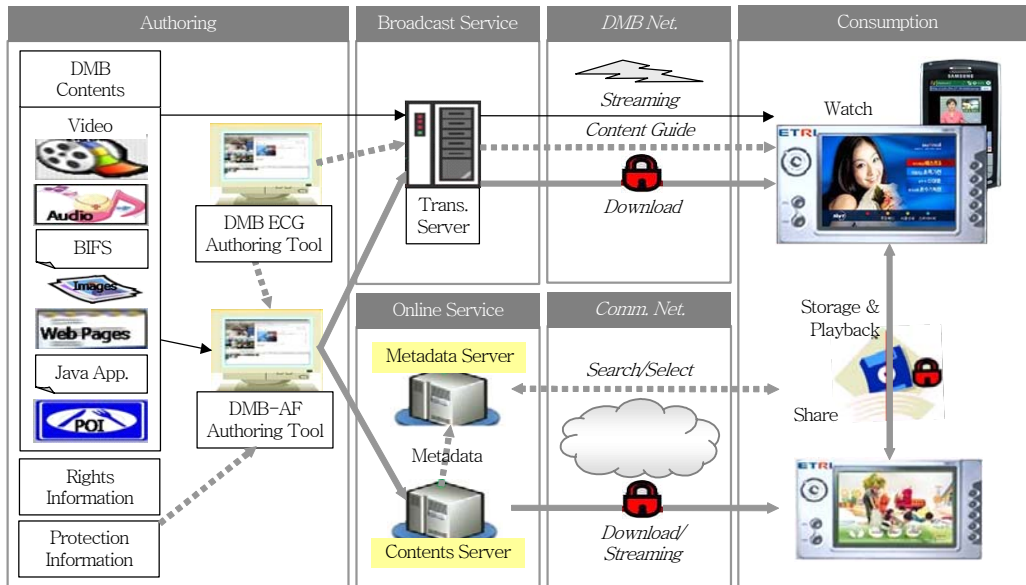 Authoring
Broadcast Service
DMB Net.
Consumption
DMB
Contents
Video
Audio
BIFS
Images
Web Pages
Java App.
POI
Rights
Information
Protection
Information
DMB ECG
Authoring Tool
DMB-AF
Authoring Tool
Trans.
Server
Streaming
Content Guide
Download
Watch
SAMSUNG
ETRI
Online Service
Comm. Net.
Metadata Server
Metadata
Contents Server
Search/Select
Download/
Streaming
Storage &
Playback
Share
ETRI